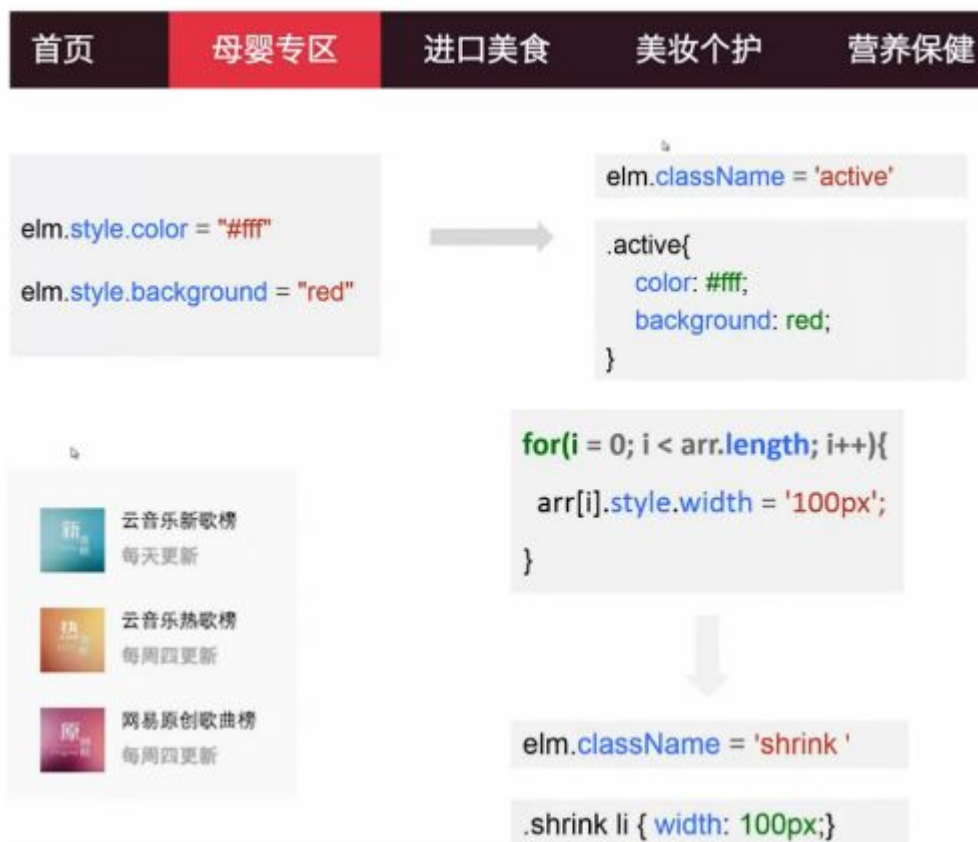 首页 母婴专区 进口美食 美妆个护 营养保健
elm.style.color = "#fff"
elm.style.background = "red"
elm.className = 'active'
.active{
color: #fff;
background: red;
}
for(i = 0; i < arr.length; i++){
arr[i].style.width = '100px';
}
新
云音乐新歌榜
每天更新
热
云音乐热歌榜
每周四更新
原
网易原创歌曲榜
每周四更新
elm.className = 'shrink '
.shrink li { width: 100px;}